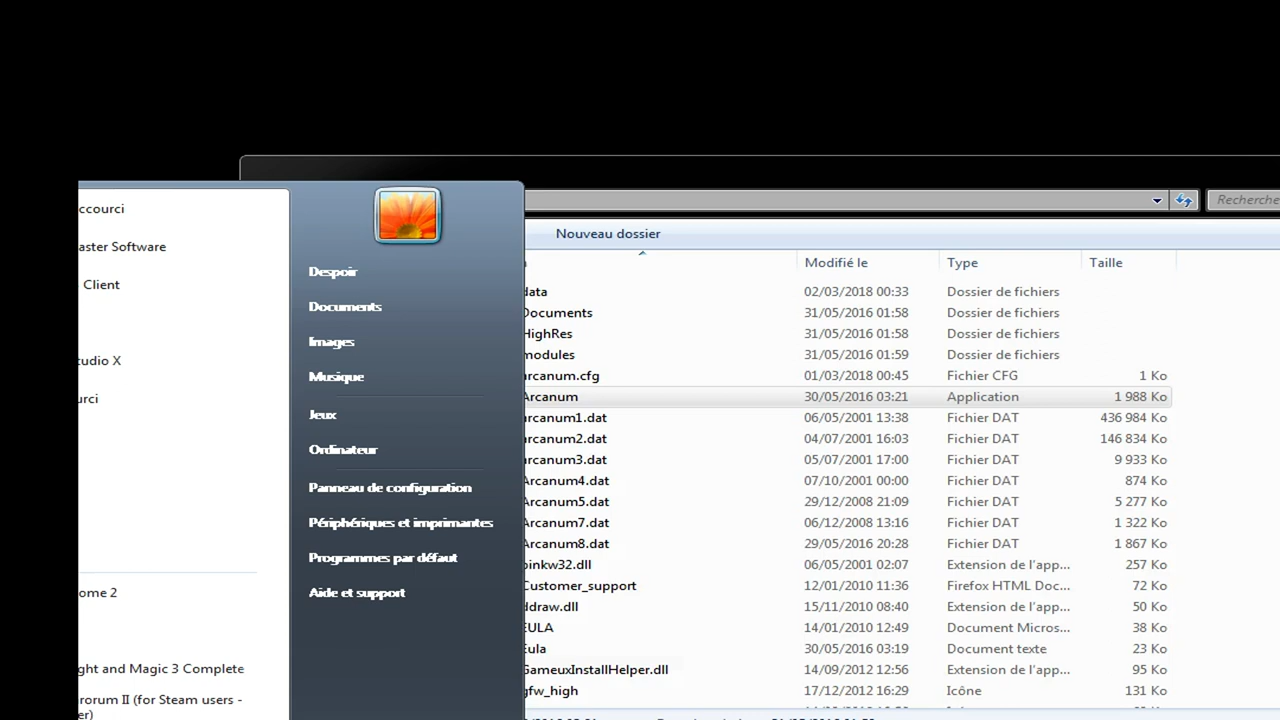 Recherche
Nouveau dossier
Modifié le Type Taille
data 02/03/2018 00:33 Dossier de fichiers
Documents 31/05/2016 01:58 Dossier de fichiers
HighRes 31/05/2016 01:58 Dossier de fichiers
modules 31/05/2016 01:59 Dossier de fichiers
arcanum.cfg 01/03/2018 00:45 Fichier CFG 1 Ko
Arcanum 30/05/2016 03:21 Application 1 988 Ko
arcanum1.dat 06/05/2001 13:38 Fichier DAT 436 984 Ko
arcanum2.dat 04/07/2001 16:03 Fichier DAT 146 834 Ko
arcanum3.dat 05/07/2001 17:00 Fichier DAT 9 933 Ko
Arcanum4.dat 07/10/2001 00:00 Fichier DAT 874 Ko
Arcanum5.dat 29/12/2008 21:09 Fichier DAT 5 277 Ko
Arcanum7.dat 06/12/2008 13:16 Fichier DAT 1 322 Ko
Arcanum8.dat 29/05/2016 20:28 Fichier DAT 1 867 Ko
binkw32.dll 06/05/2001 02:07 Extension de l'app... 257 Ko
Customer_support 12/01/2010 11:36 Firefox HTML Doc... 72 Ko
ddraw.dll 15/11/2010 08:40 Extension de l'app... 50 Ko
EULA 14/01/2010 12:49 Document Micros... 38 Ko
Eula 30/05/2016 03:19 Document texte 23 Ko
GameuxInstallHelper.dll 14/09/2012 12:56 Extension de l'app... 95 Ko
gfw_high 17/12/2012 16:29 Icône 131 Ko
ccourci
aster Software
Client
tudio X
urci
ome 2
ght and Magic 3 Complete
rorum II (for Steam users -
er)
Despoir
Documents
Images
Musique
Jeux
Ordinateur
Panneau de configuration
Périphériques et imprimantes
Programmes par défaut
Aide et support